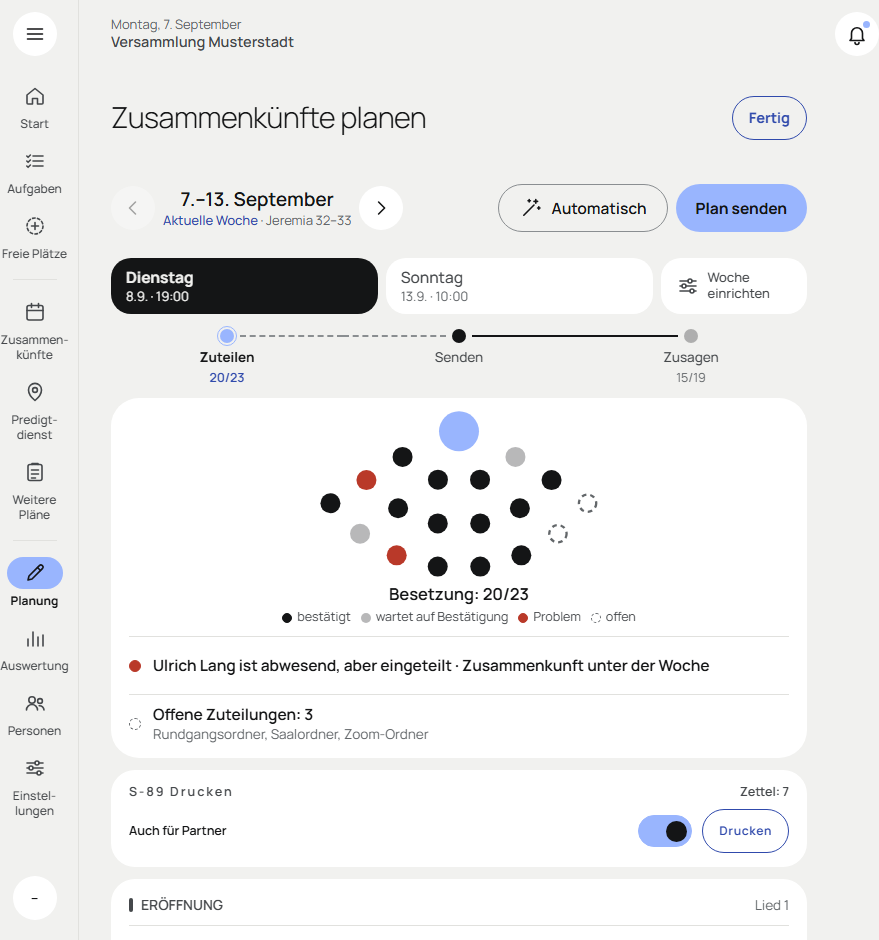 Montag, 7. September
Versammlung Musterstadt
Start
Aufgaben
Freie Plätze
Zusammen-
künfte
Predigt-
dienst
Weitere
Pläne
Planung
Auswertung
Personen
Einstel-
lungen
–
Zusammenkünfte planen
Fertig
7.–13. September
Aktuelle Woche · Jeremia 32–33
Automatisch
Plan senden
Dienstag
8.9. · 19:00
Sonntag
13.9. · 10:00
Woche
einrichten
Zuteilen
20/23
Senden
Zusagen
15/19
Besetzung: 20/23
bestätigt
wartet auf Bestätigung
Problem
offen
Ulrich Lang ist abwesend, aber eingeteilt · Zusammenkunft unter der Woche
Offene Zuteilungen: 3
Rundgangsordner, Saalordner, Zoom-Ordner
S-89 Drucken
Zettel: 7
Auch für Partner
Drucken
ERÖFFNUNG
Lied 1